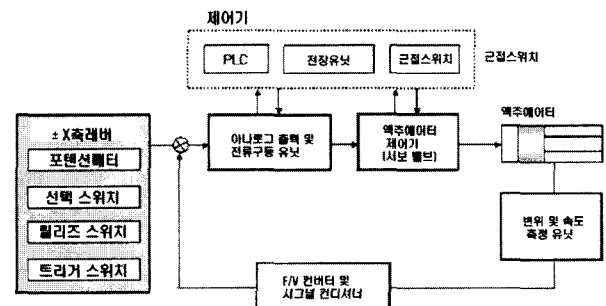 제어기
PLC
전장유닛
근접스위치
근접스위치
± X축레버
포텐션메터
선택 스위치
릴리즈 스위치
트리거 스위치
아나로그 출력 및
전류구동 유닛
액추에이터
제어기
(서보 밸브)
액추에이터
변위 및 속도
측정 유닛
F/V 컨버터 및
시그널 컨디셔너